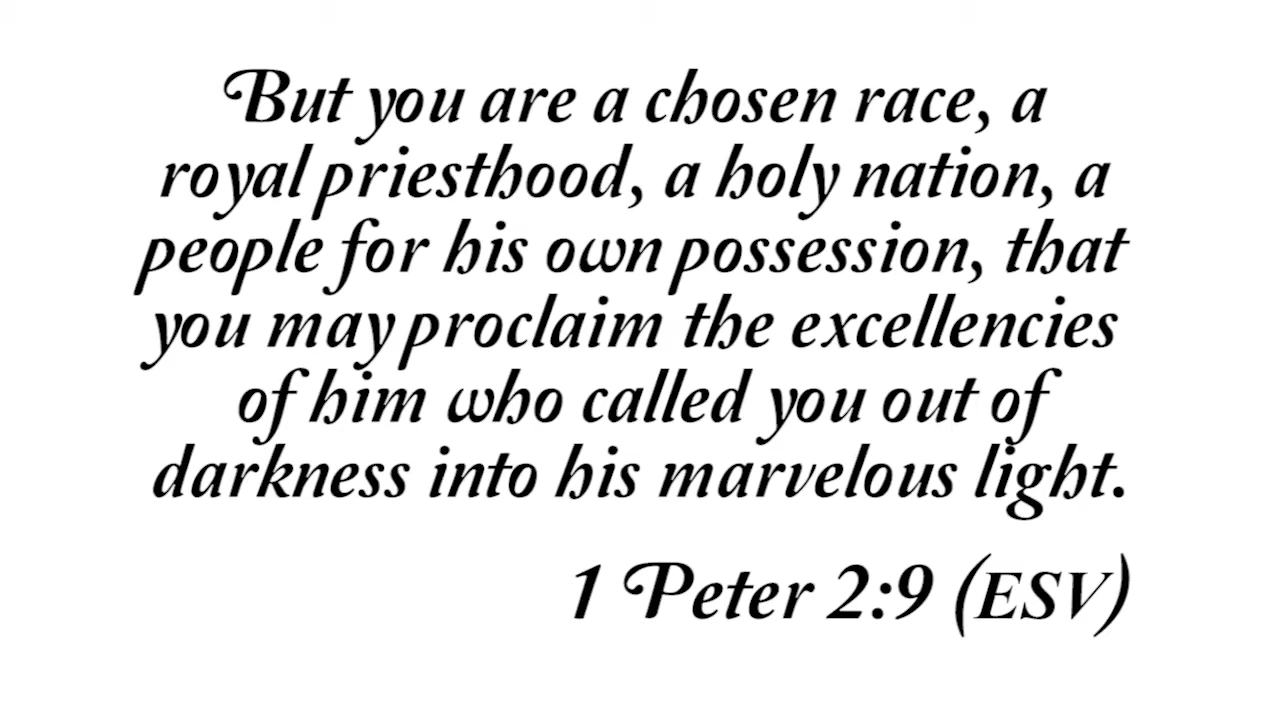 But you are a chosen race, a
royal priesthood, a holy nation, a
people for his own possession, that
you may proclaim the excellencies
of him who called you out of
darkness into his marvelous light.
1 Peter 2:9 (ESV)